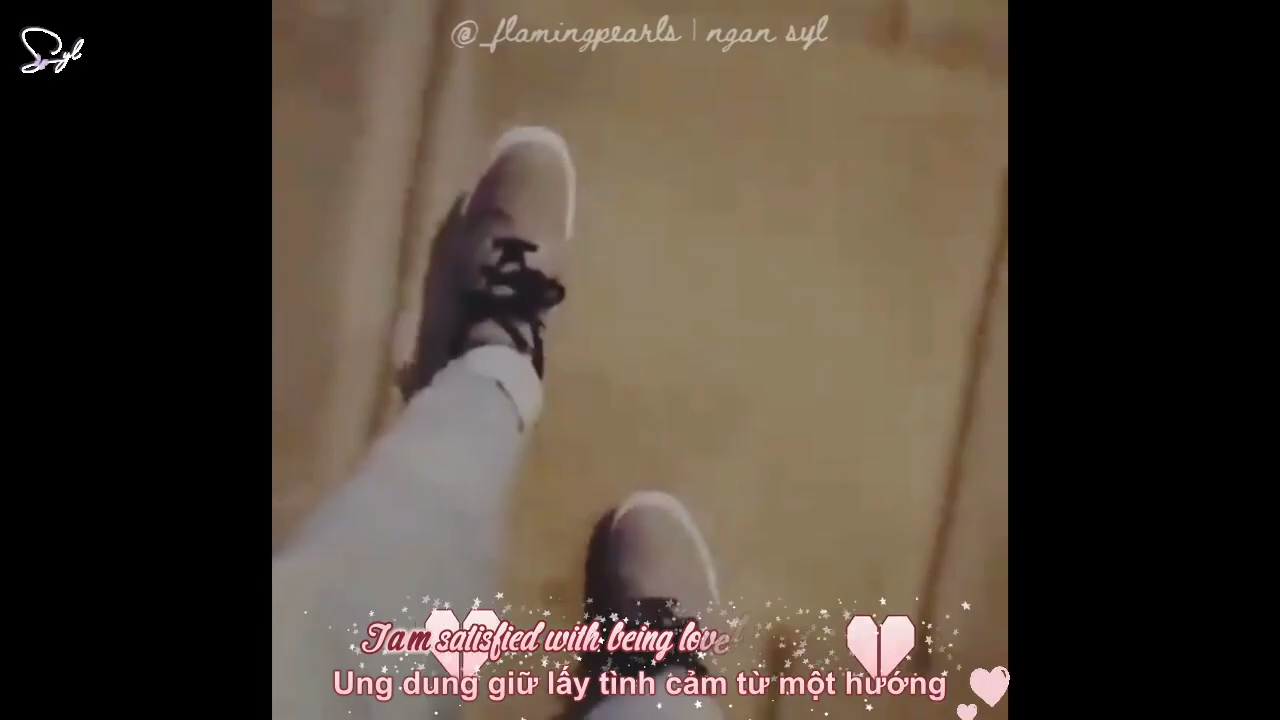 @_flamingpearls | ngan syl
Syl
I am satisfied with being love
Ung dung giữ lấy tình cảm từ một hướng